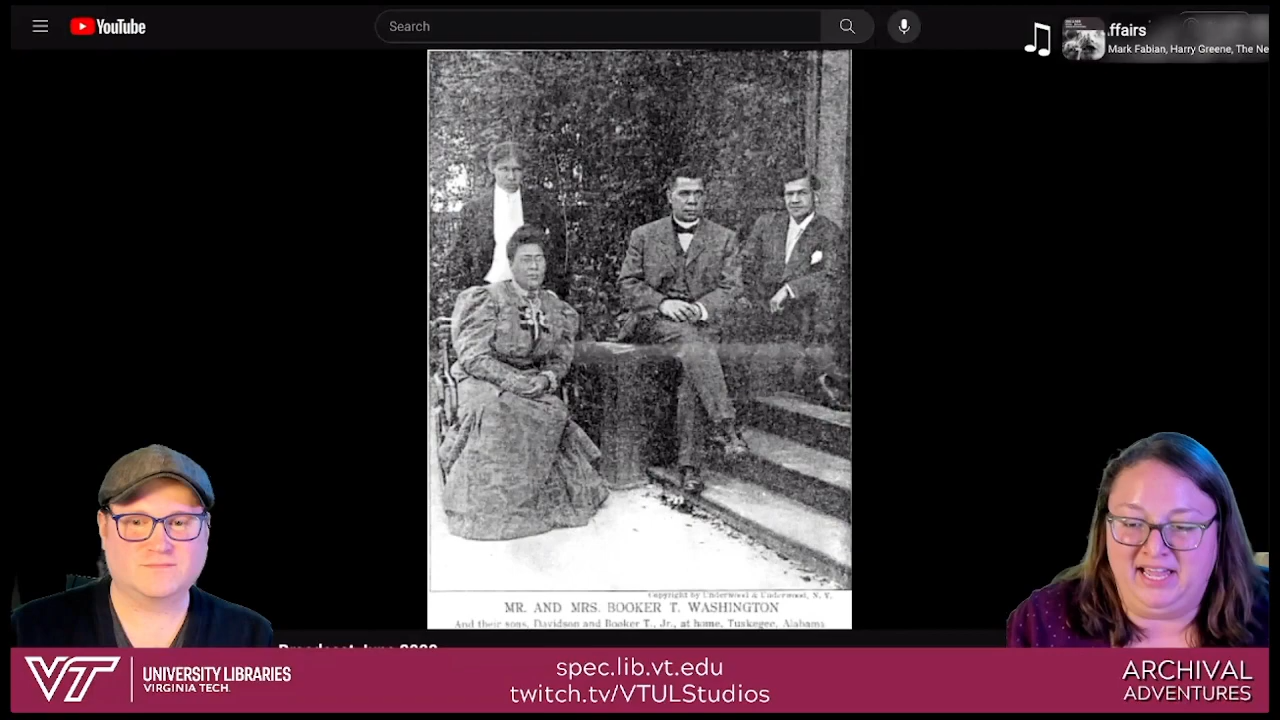 YouTube
Search
ffairs
Mark Fabian, Harry Greene, The Ne
Copyright by Underwood & Underwood, N. Y.
MR. AND MRS. BOOKER T. WASHINGTON
And their sons, Davidson and Booker T., Jr., at home, Tuskegee, Alabama
VT
UNIVERSITY LIBRARIES
VIRGINIA TECH.
spec.lib.vt.edu
twitch.tv/VTULStudios
ARCHIVAL
ADVENTURES